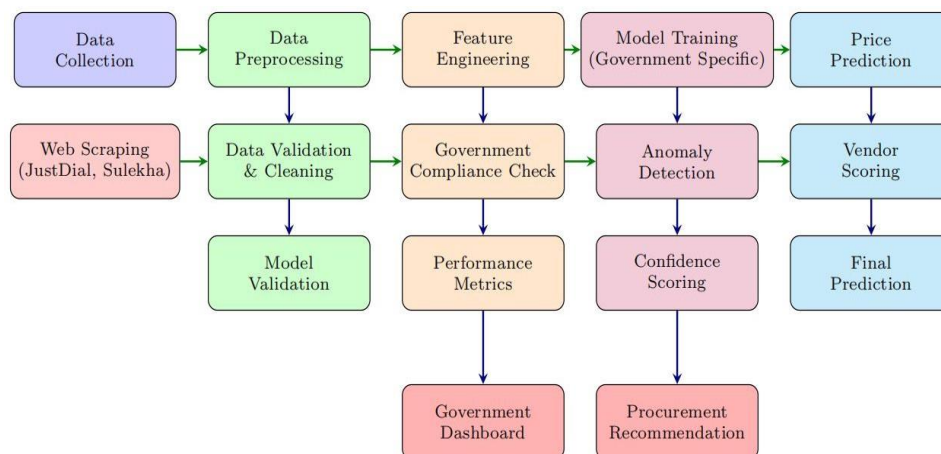 Data
Collection
Data
Preprocessing
Feature
Engineering
Model Training
(Government Specific)
Price
Prediction
Web Scraping
(JustDial, Sulekha)
Data Validation
& Cleaning
Government
Compliance Check
Anomaly
Detection
Vendor
Scoring
Model
Validation
Performance
Metrics
Confidence
Scoring
Final
Prediction
Government
Dashboard
Procurement
Recommendation